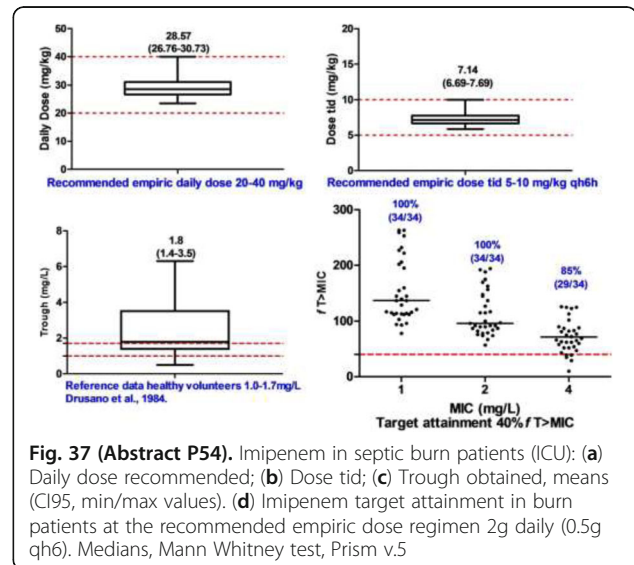 28.57
(26.76-30.73)
Daily Dose (mg/kg)
50
40
30
20
10
0
Recommended empiric daily dose 20-40 mg/kg
7.14
(6.69-7.69)
Dose tid (mg/kg)
15
10
5
0
Recommended empiric dose tid 5-10 mg/kg qh6h
1.8
(1.4-3.5)
Trough (mg/L)
8
6
4
2
0
Reference data healthy volunteers 1.0-1.7mg/L
Drusano et al., 1984.
100%
(34/34)
100%
(34/34)
85%
(29/34)
fT>MIC
300
200
100
0
1
2
4
MIC (mg/L)
Target attainment 40%fT>MIC
Fig. 37 (Abstract P54). Imipenem in septic burn patients (ICU): (a)
Daily dose recommended; (b) Dose tid; (c) Trough obtained, means
(CI95, min/max values). (d) Imipenem target attainment in burn
patients at the recommended empiric dose regimen 2g daily (0.5g
qh6). Medians, Mann Whitney test, Prism v.5